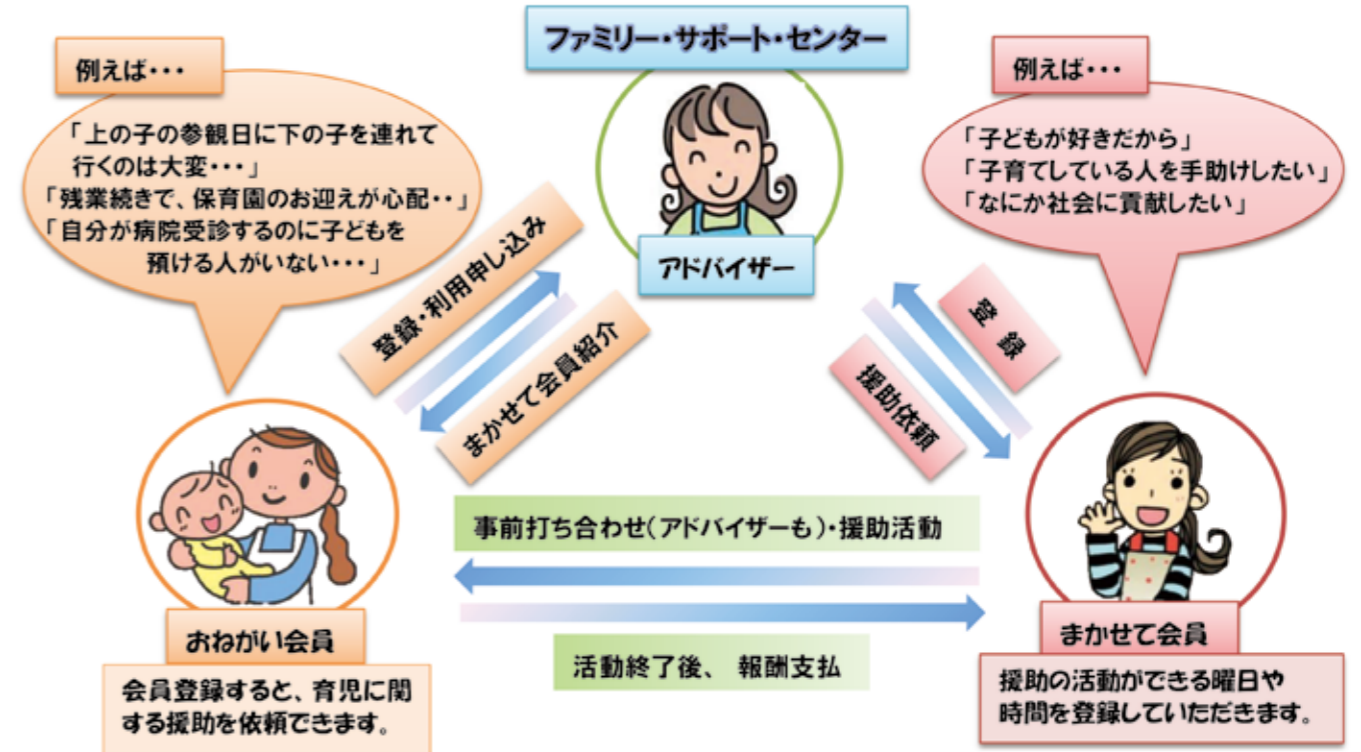 ファミリー・サポート・センター
アドバイザー
例えば・・・
「上の子の参観日に下の子を連れて
行くのは大変・・・」
「残業続きで、保育園のお迎えが心配・・」
「自分が病院受診するのに子どもを
預ける人がいない・・・」
例えば・・・
「子どもが好きだから」
「子育てしている人を手助けしたい」
「なにか社会に貢献したい」
登録・利用申し込み
まかせて会員紹介
登 録
援助依頼
事前打ち合わせ(アドバイザーも)・援助活動
活動終了後、 報酬支払
おねがい会員
会員登録すると、育児に関
する援助を依頼できます。
まかせて会員
援助の活動ができる曜日や
時間を登録していただきます。